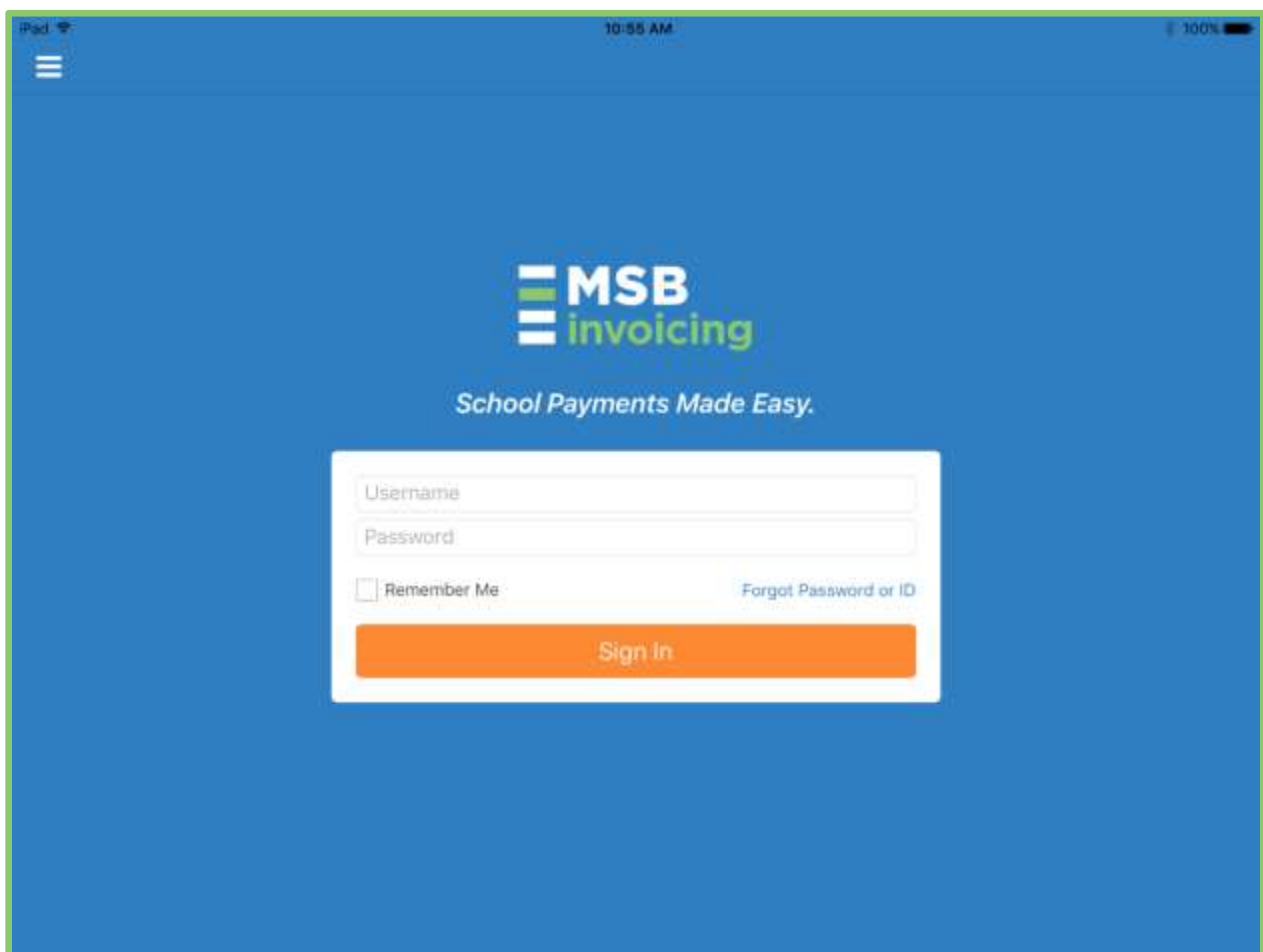 iPad 10:55 AM 100%
MSB
invoicing
School Payments Made Easy.
Username
Password
Remember Me Forgot Password or ID
Sign In